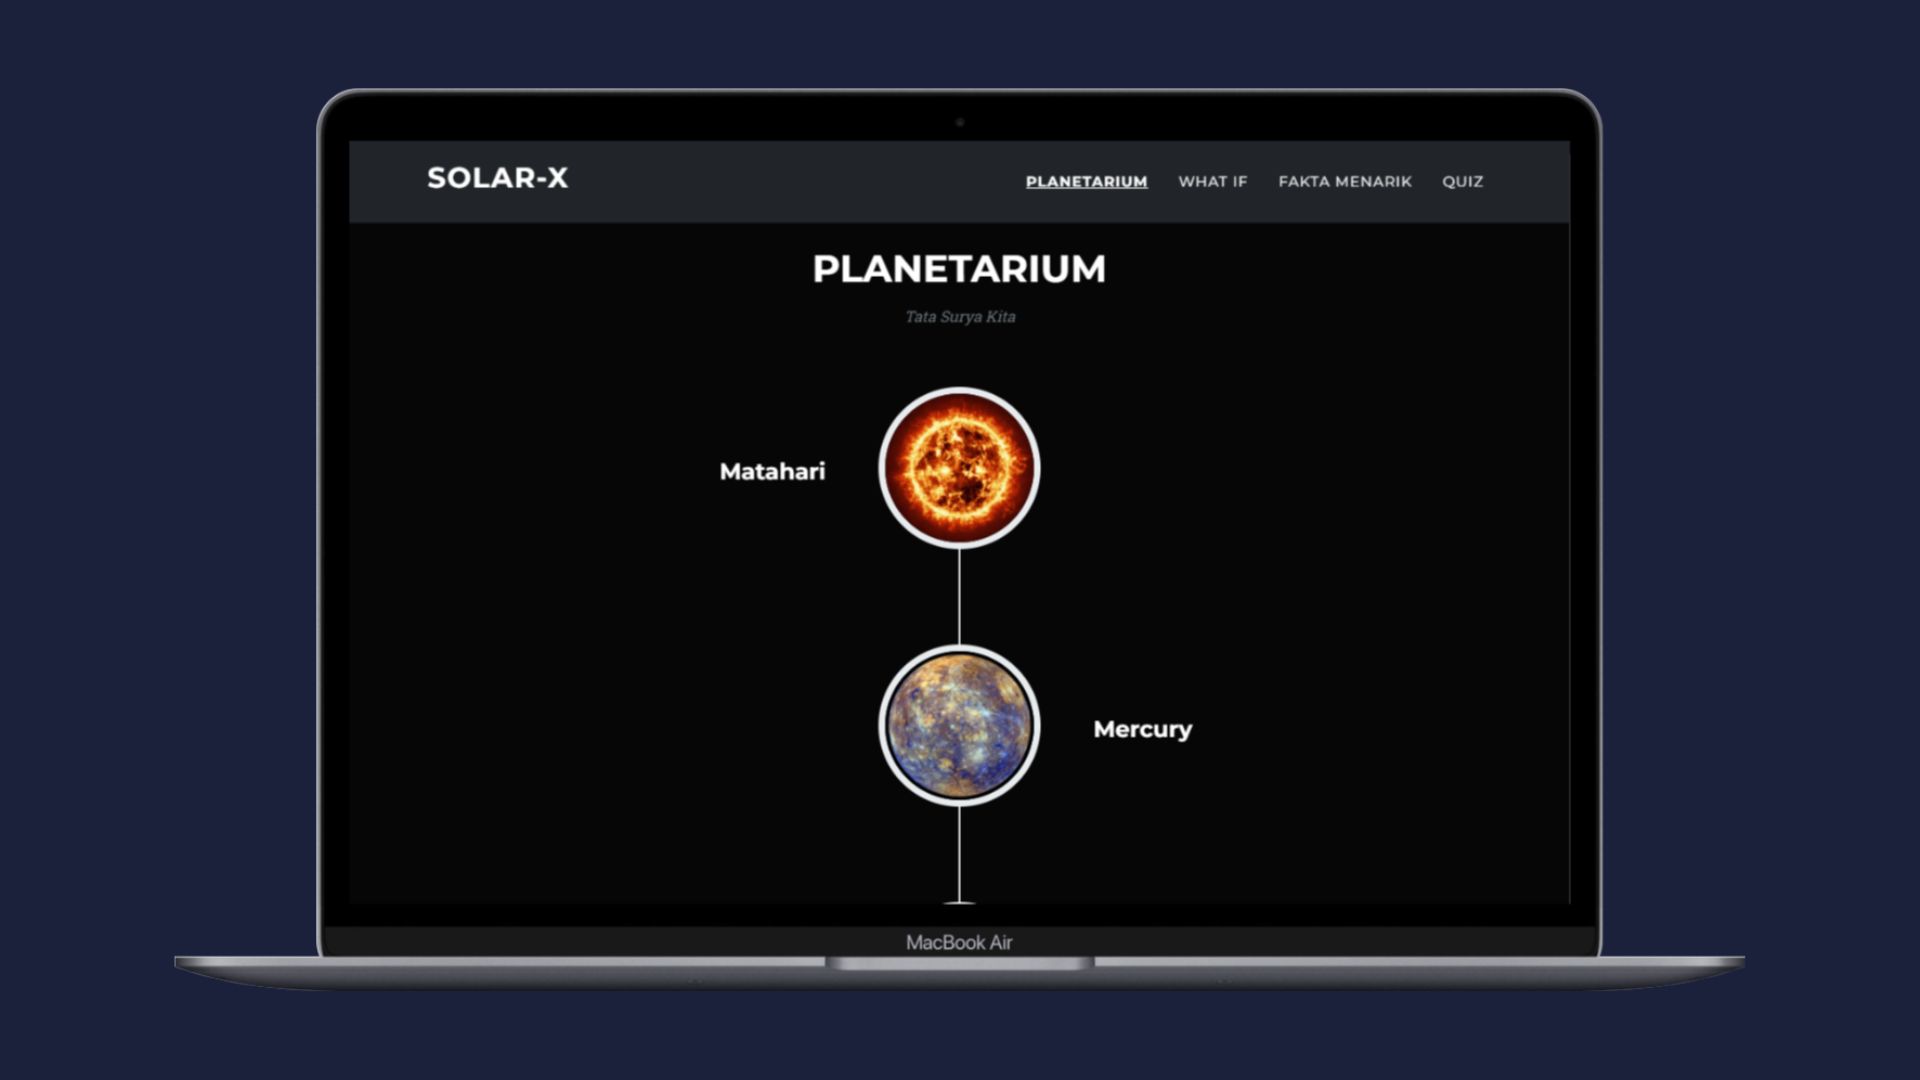 SOLAR-X
PLANETARIUM WHAT IF FAKTA MENARIK QUIZ
PLANETARIUM
Tata Surya Kita
Matahari
Mercury
MacBook Air